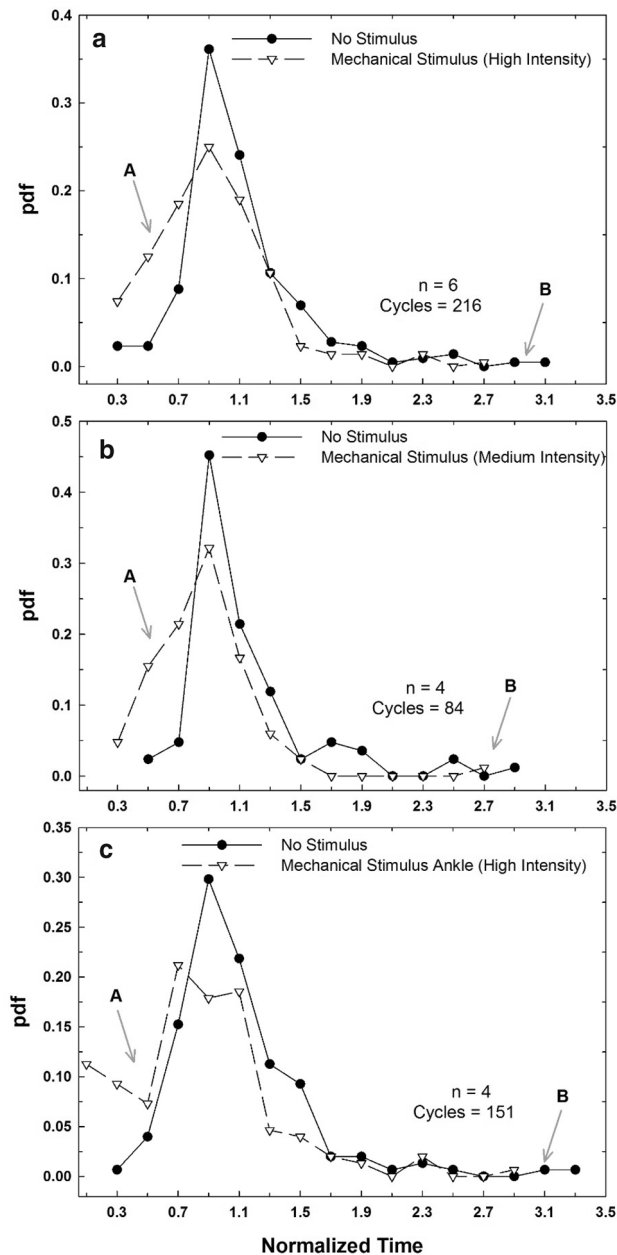 a
No Stimulus
Mechanical Stimulus (High Intensity)
0.4
0.3
0.2
0.1
0.0
pdf
A
B
n = 6
Cycles = 216
0.3 0.7 1.1 1.5 1.9 2.3 2.7 3.1 3.5
b
No Stimulus
Mechanical Stimulus (Medium Intensity)
0.5
0.4
0.3
0.2
0.1
0.0
pdf
A
B
n = 4
Cycles = 84
0.3 0.7 1.1 1.5 1.9 2.3 2.7 3.1 3.5
c
No Stimulus
Mechanical Stimulus Ankle (High Intensity)
0.35
0.30
0.25
0.20
0.15
0.10
0.05
0.00
pdf
A
B
n = 4
Cycles = 151
0.3 0.7 1.1 1.5 1.9 2.3 2.7 3.1 3.5
Normalized Time